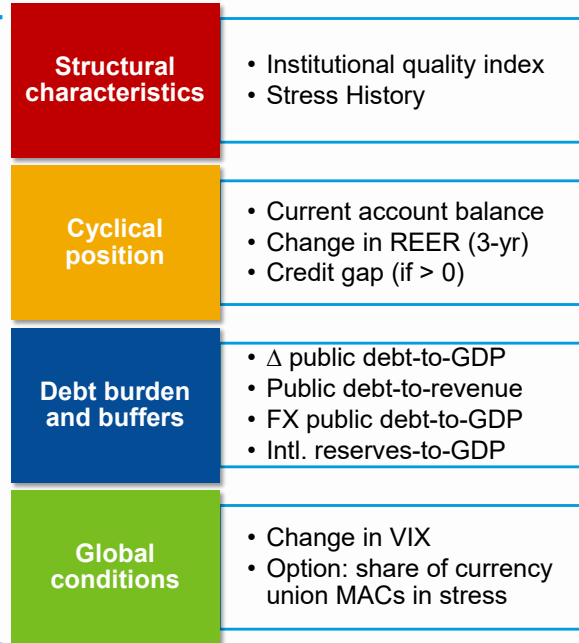 Structural
characteristics
• Institutional quality index
• Stress History
Cyclical
position
• Current account balance
• Change in REER (3-yr)
• Credit gap (if > 0)
Debt burden
and buffers
• Δ public debt-to-GDP
• Public debt-to-revenue
• FX public debt-to-GDP
• Intl. reserves-to-GDP
Global
conditions
• Change in VIX
• Option: share of currency
union MACs in stress